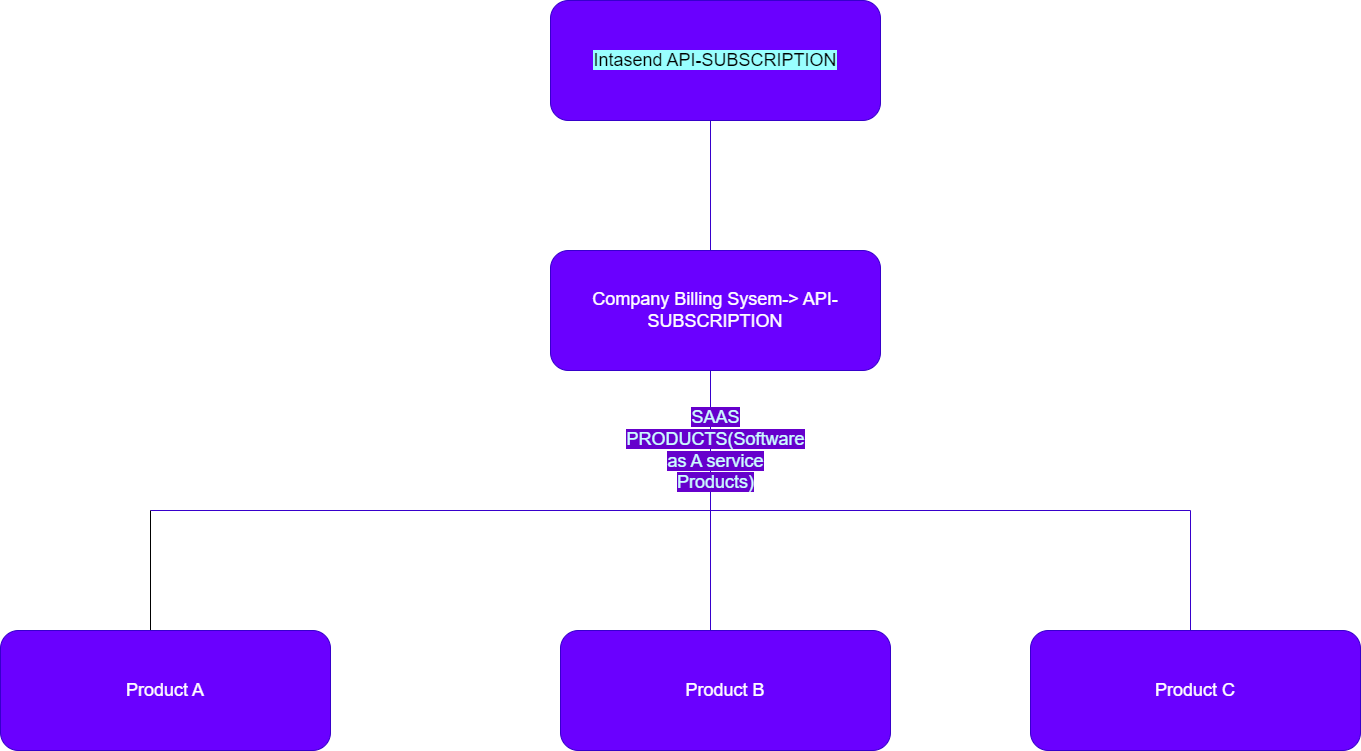 Intasend API-SUBSCRIPTION
Company Billing Sysem-> API-
SUBSCRIPTION
SAAS
PRODUCTS(Software
as A service
Products)
Product A
Product B
Product C